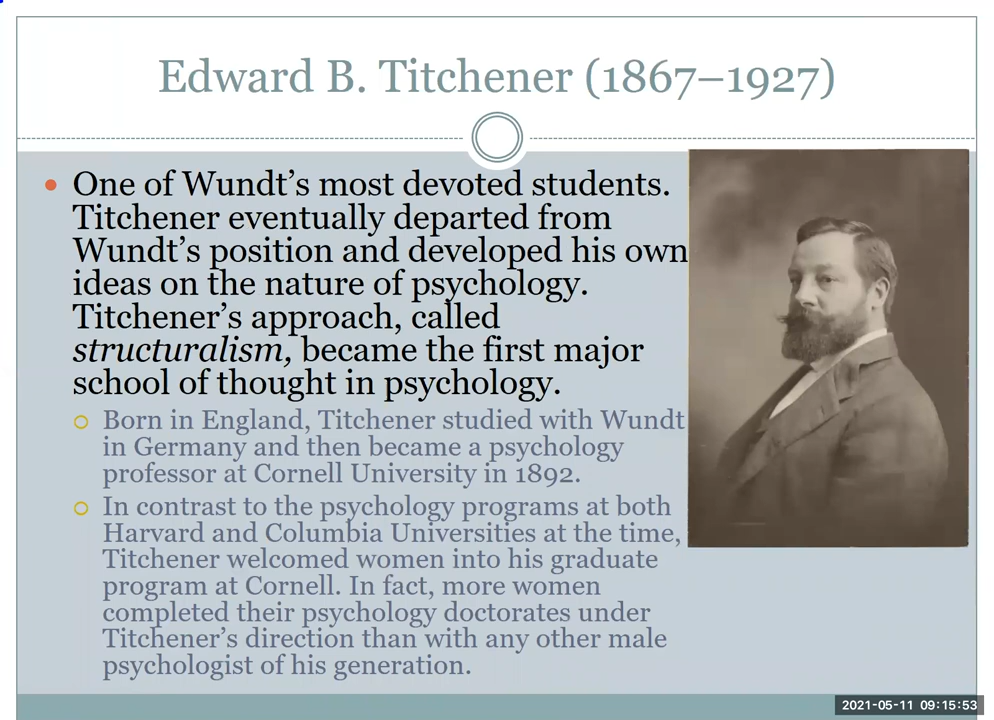 Edward B. Titchener (1867–1927)
One of Wundt’s most devoted students.
Titchener eventually departed from
Wundt’s position and developed his own
ideas on the nature of psychology.
Titchener’s approach, called
structuralism, became the first major
school of thought in psychology.
Born in England, Titchener studied with Wundt
in Germany and then became a psychology
professor at Cornell University in 1892.
In contrast to the psychology programs at both
Harvard and Columbia Universities at the time,
Titchener welcomed women into his graduate
program at Cornell. In fact, more women
completed their psychology doctorates under
Titchener’s direction than with any other male
psychologist of his generation.
2021-05-11 09:15:53